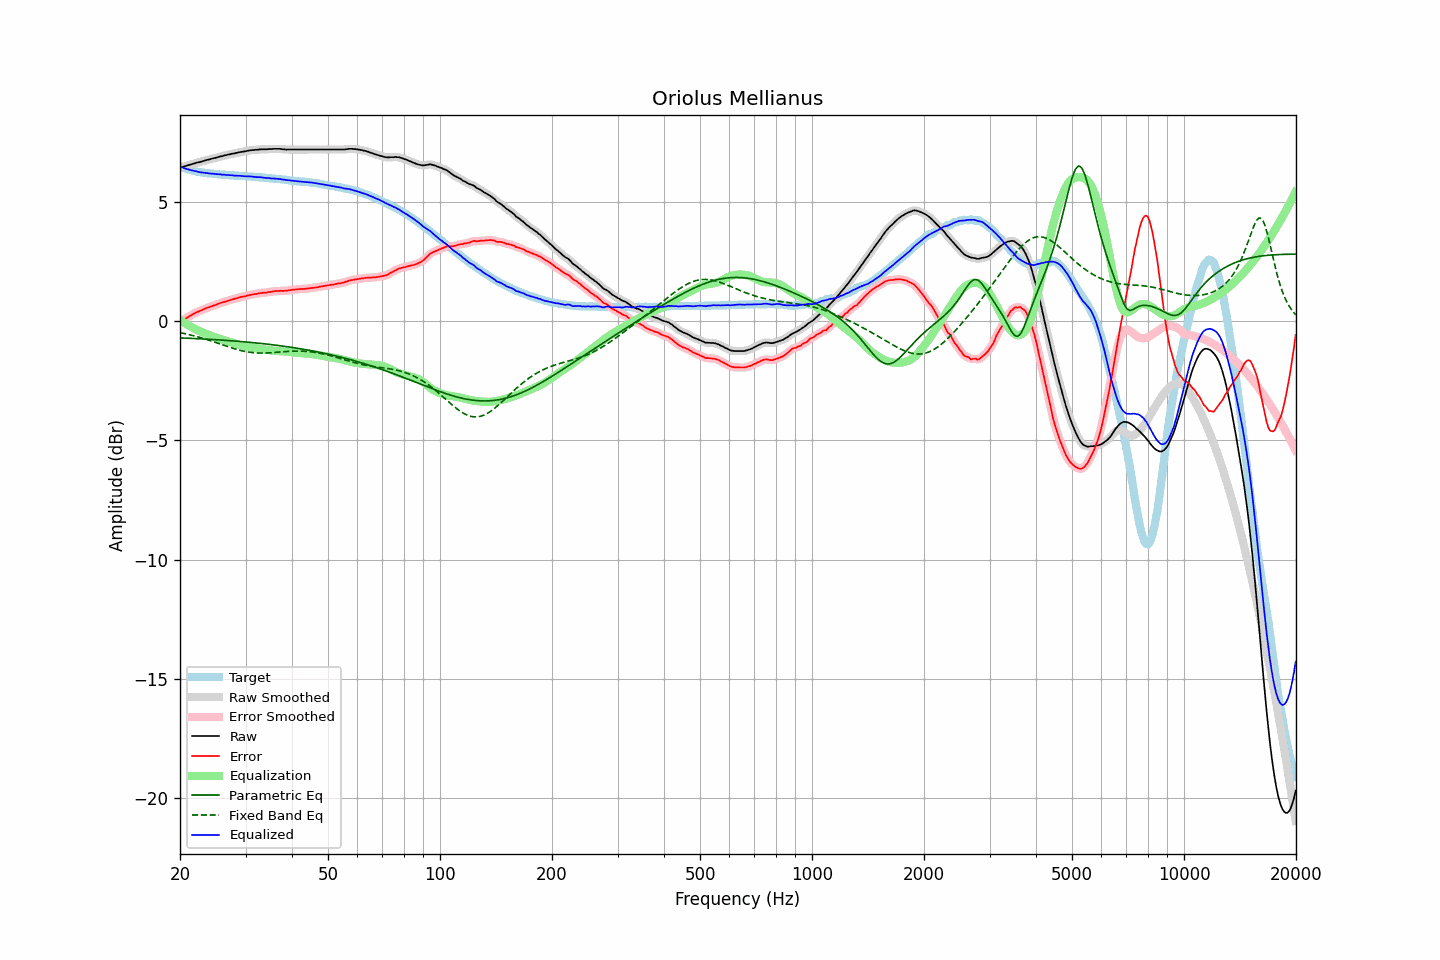 Oriolus Mellianus
Amplitude (dBr)
5
0
−5
−10
−15
−20
Target
Raw Smoothed
Error Smoothed
Raw
Error
Equalization
Parametric Eq
Fixed Band Eq
Equalized
20 50 100 200 500 1000 2000 5000 10000 20000
Frequency (Hz)